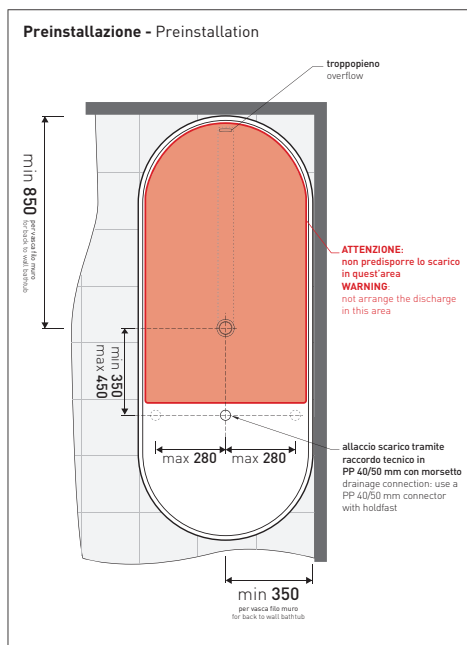 Preinstallazione - Preinstallation
troppopieno
overflow
min 850
per vasca filo muro
for back to wall bathtub
ATTENZIONE:
non predisporre lo scarico
in quest'area
WARNING:
not arrange the discharge
in this area
min 350
max 450
max 280
max 280
allaccio scarico tramite
raccordo tecnico in
PP 40/50 mm con morsetto
drainage connection: use a
PP 40/50 mm connector
with holdfast
min 350
per vasca filo muro
for back to wall bathtub